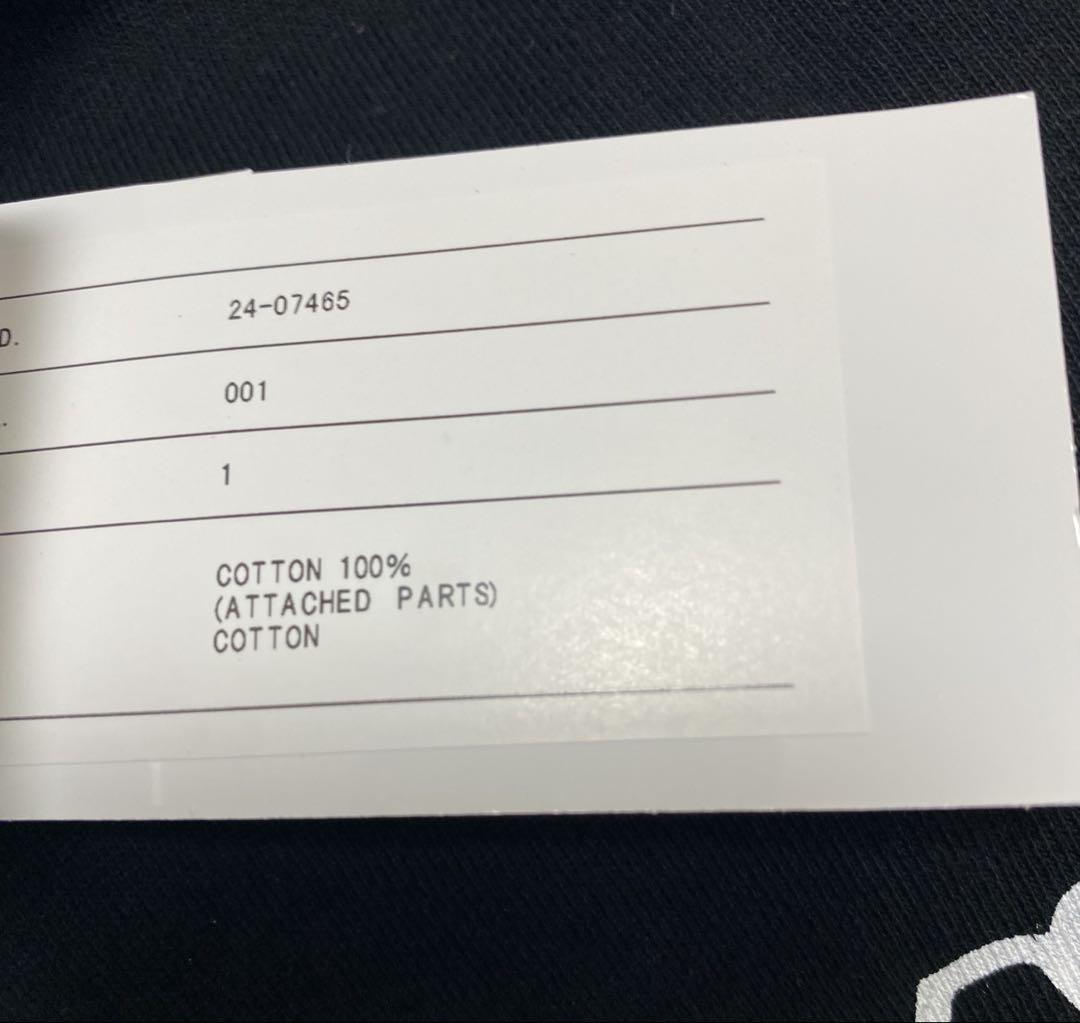 24-07465
D.
001
.
1
COTTON 100%
(ATTACHED PARTS)
COTTON